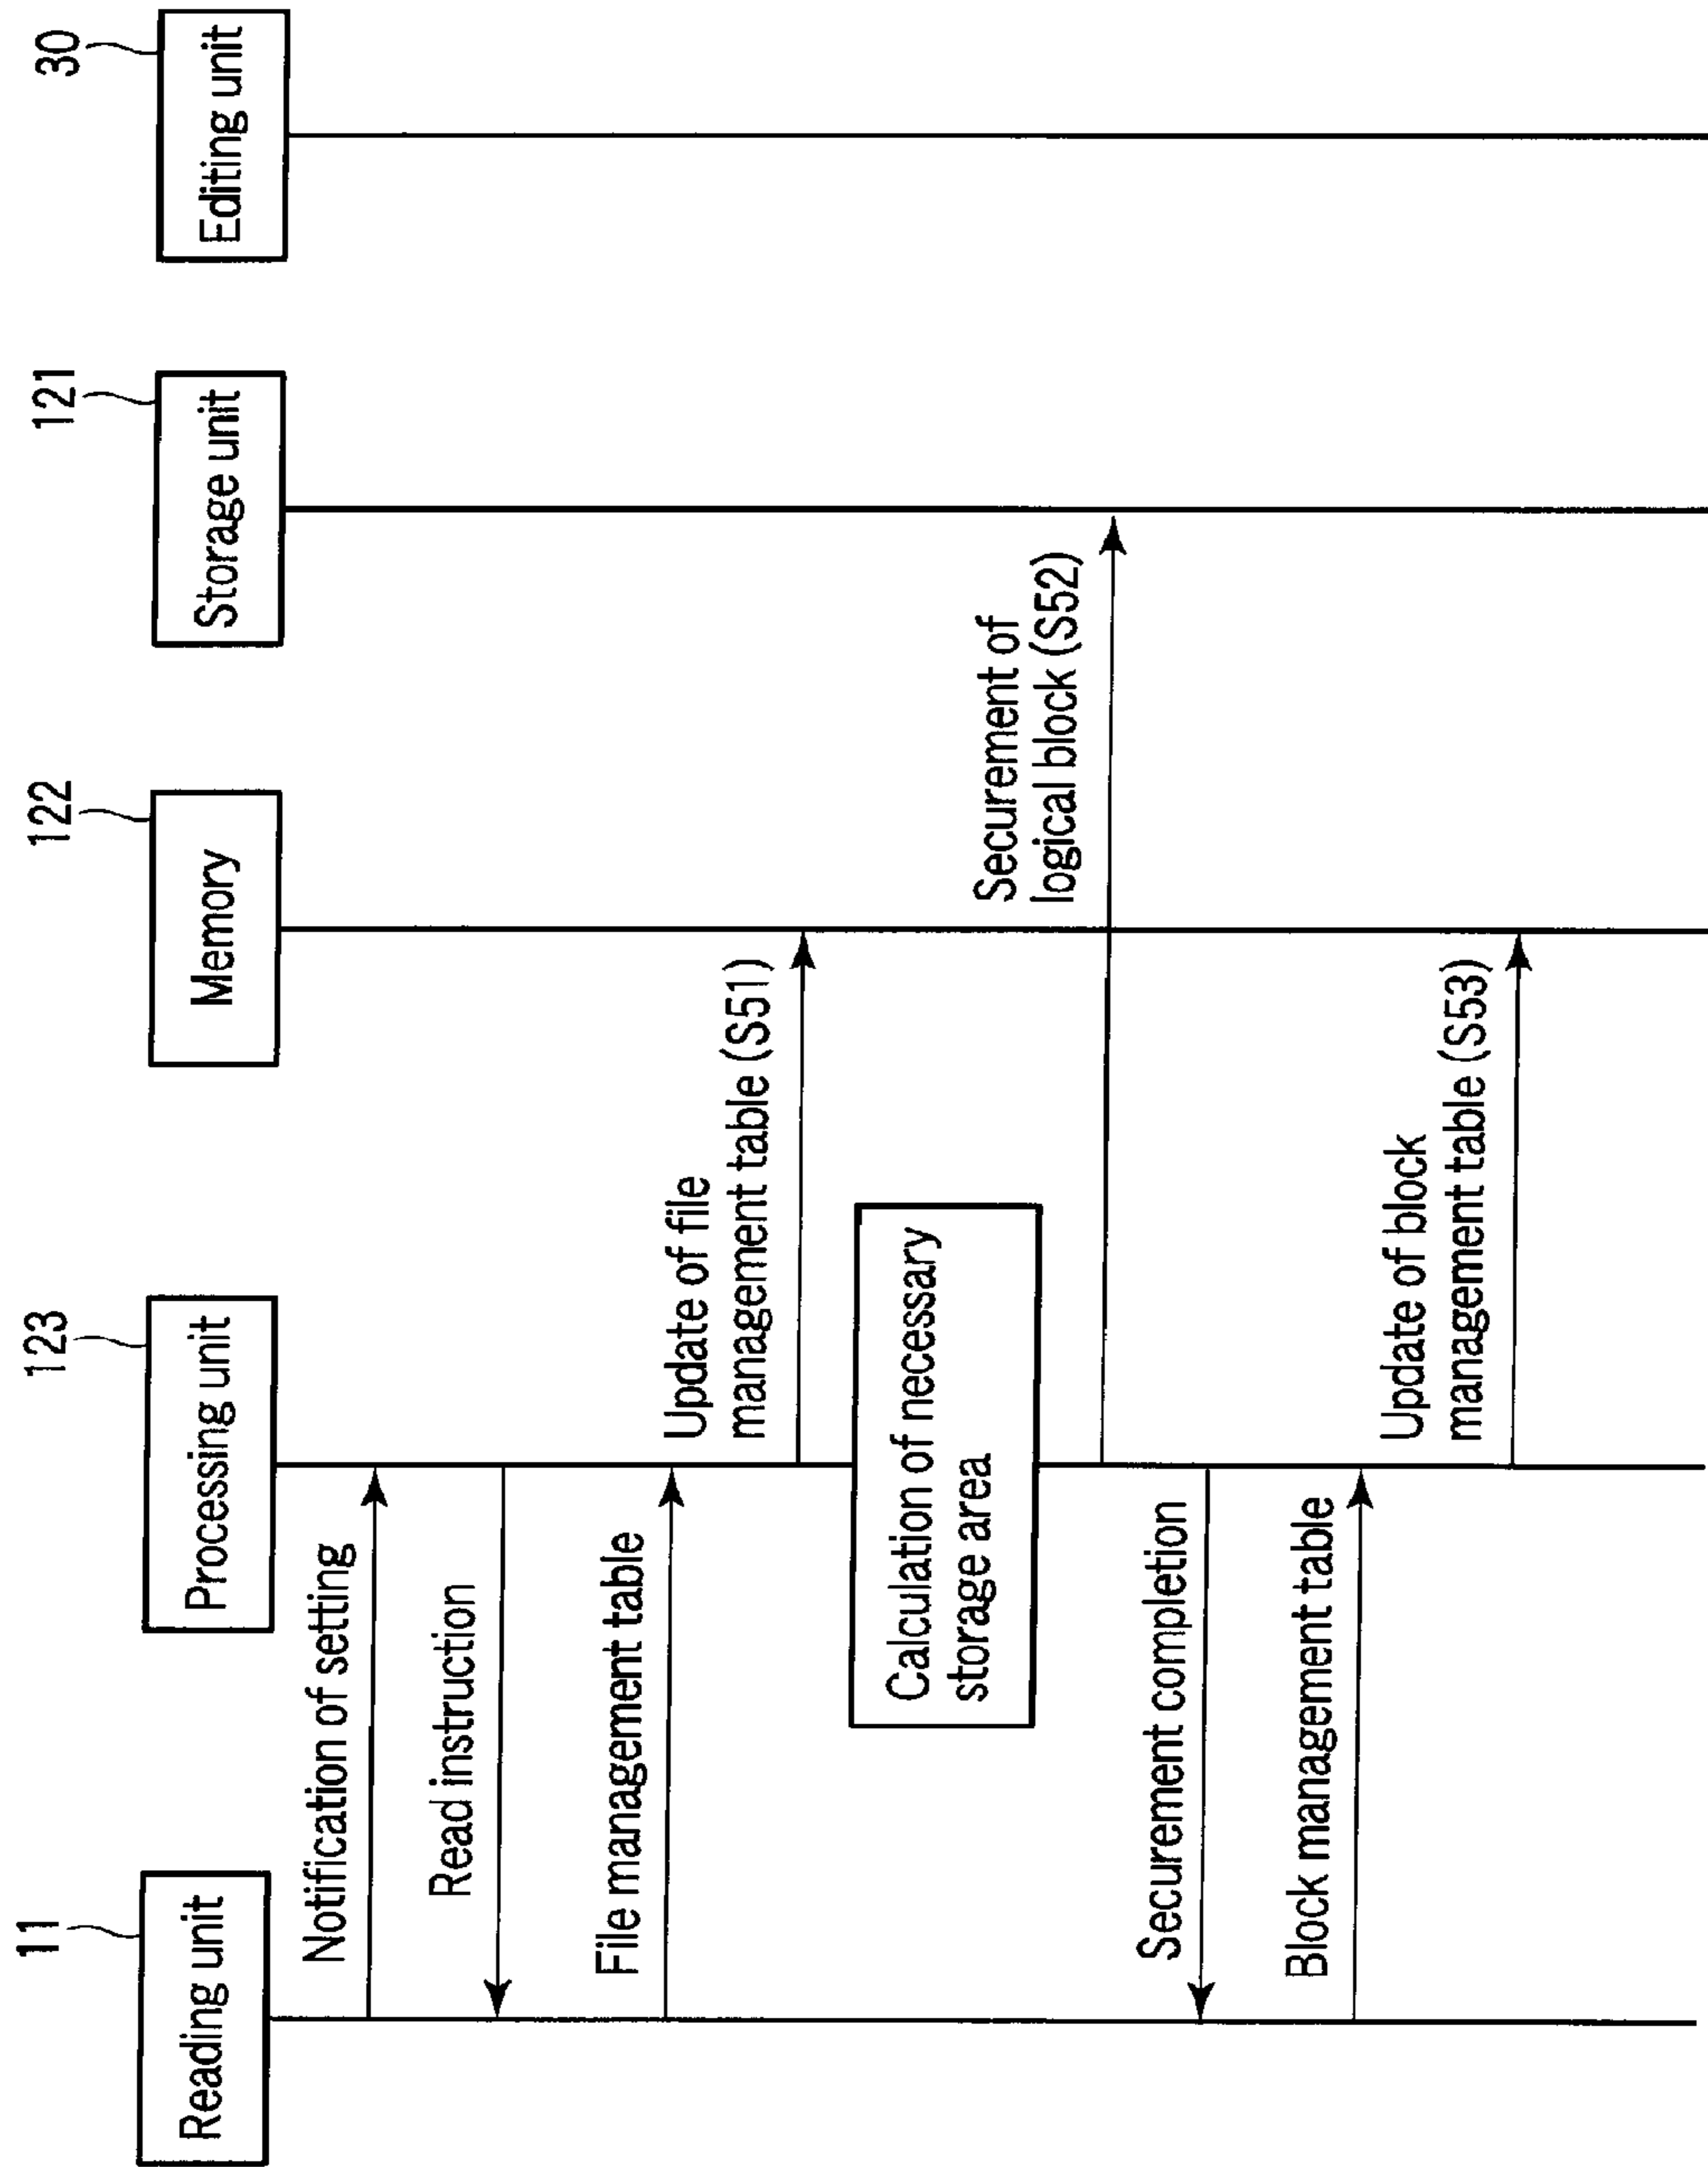 11
123
122
121
30
Reading unit
Processing unit
Memory
Storage unit
Editing unit
Notification of setting
Read instruction
File management table
Update of file
management table (S51)
Calculation of necessary
storage area
Securement of
logical block (S52)
Securement completion
Block management table
Update of block
management table (S53)